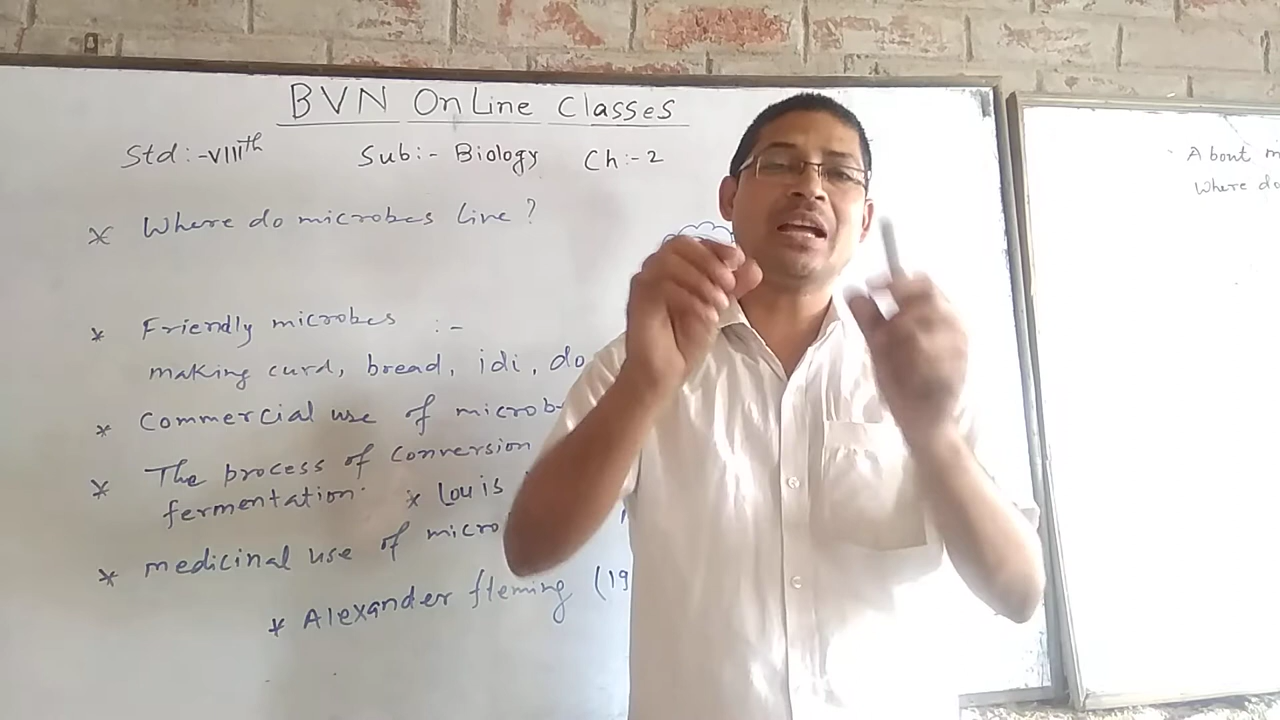 BVN OnLine Classes
Std:-VIIIth Sub:- Biology Ch:-2
* Where do microbes live?
* Friendly microbes :-
making curd, bread, idi, do
* Commercial use of microb
* The process of conversion
fermentation. * Louis
* medicinal use of micro
* Alexander fleming (19
About m
Where do